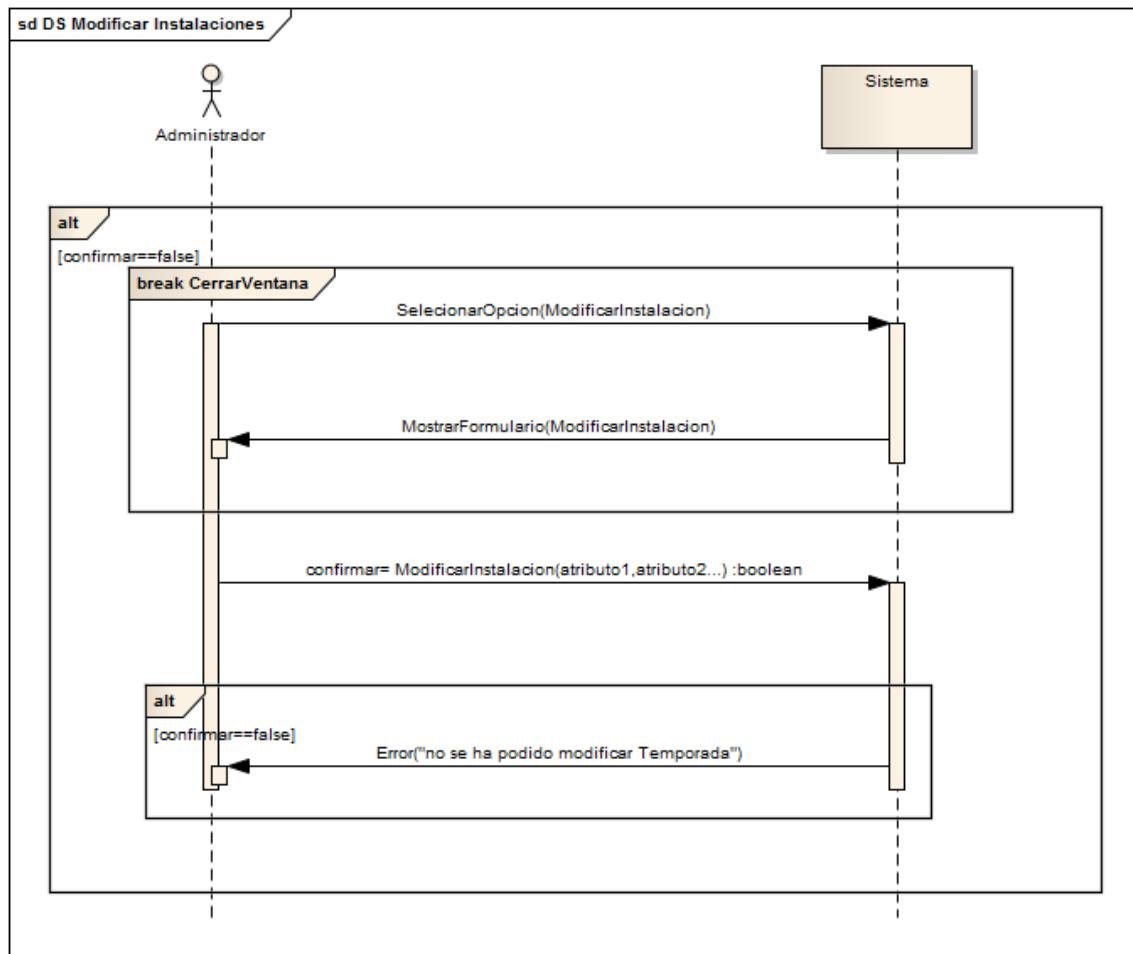 sd DS Modificar Instalaciones
Administrador
Sistema
alt
[confirmar==false]
break CerrarVentana
SelecionarOpcion(ModificarInstalacion)
MostrarFormulario(ModificarInstalacion)
confirmar= ModificarInstalacion(atributo1,atributo2...) :boolean
alt
[confirmar==false]
Error("no se ha podido modificar Temporada")